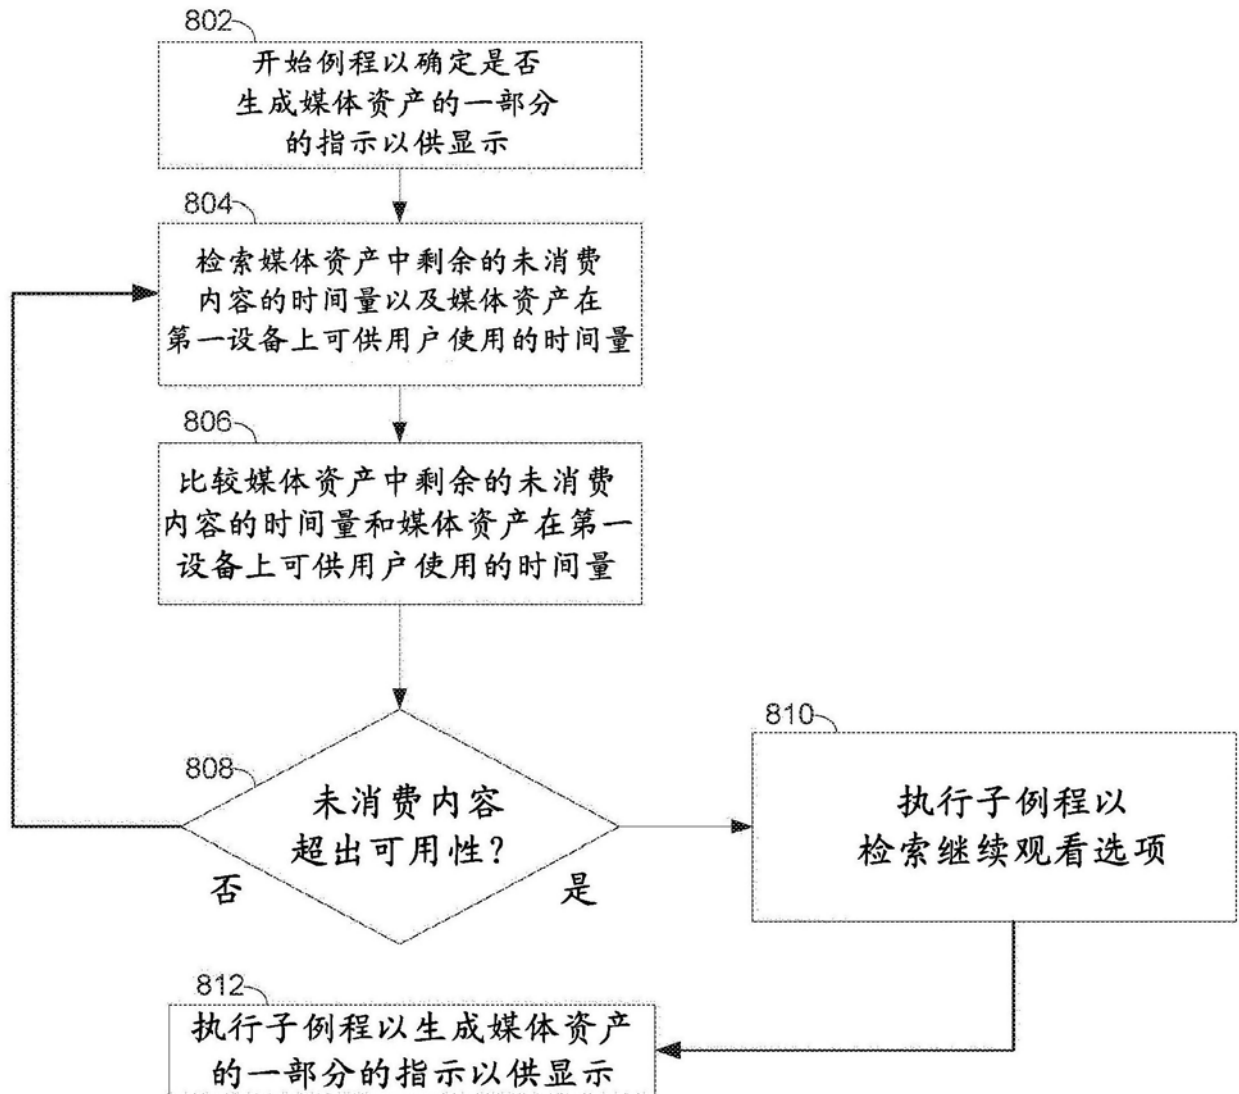 802
开始例程以确定是否
生成媒体资产的一部分
的指示以供显示
804
检索媒体资产中剩余的未消费
内容的时间量以及媒体资产在
第一设备上可供用户使用的时间量
806
比较媒体资产中剩余的未消费
内容的时间量和媒体资产在第一
设备上可供用户使用的时间量
808
未消费内容
超出可用性?
否
是
810
执行子例程以
检索继续观看选项
812
执行子例程以生成媒体资产
的一部分的指示以供显示